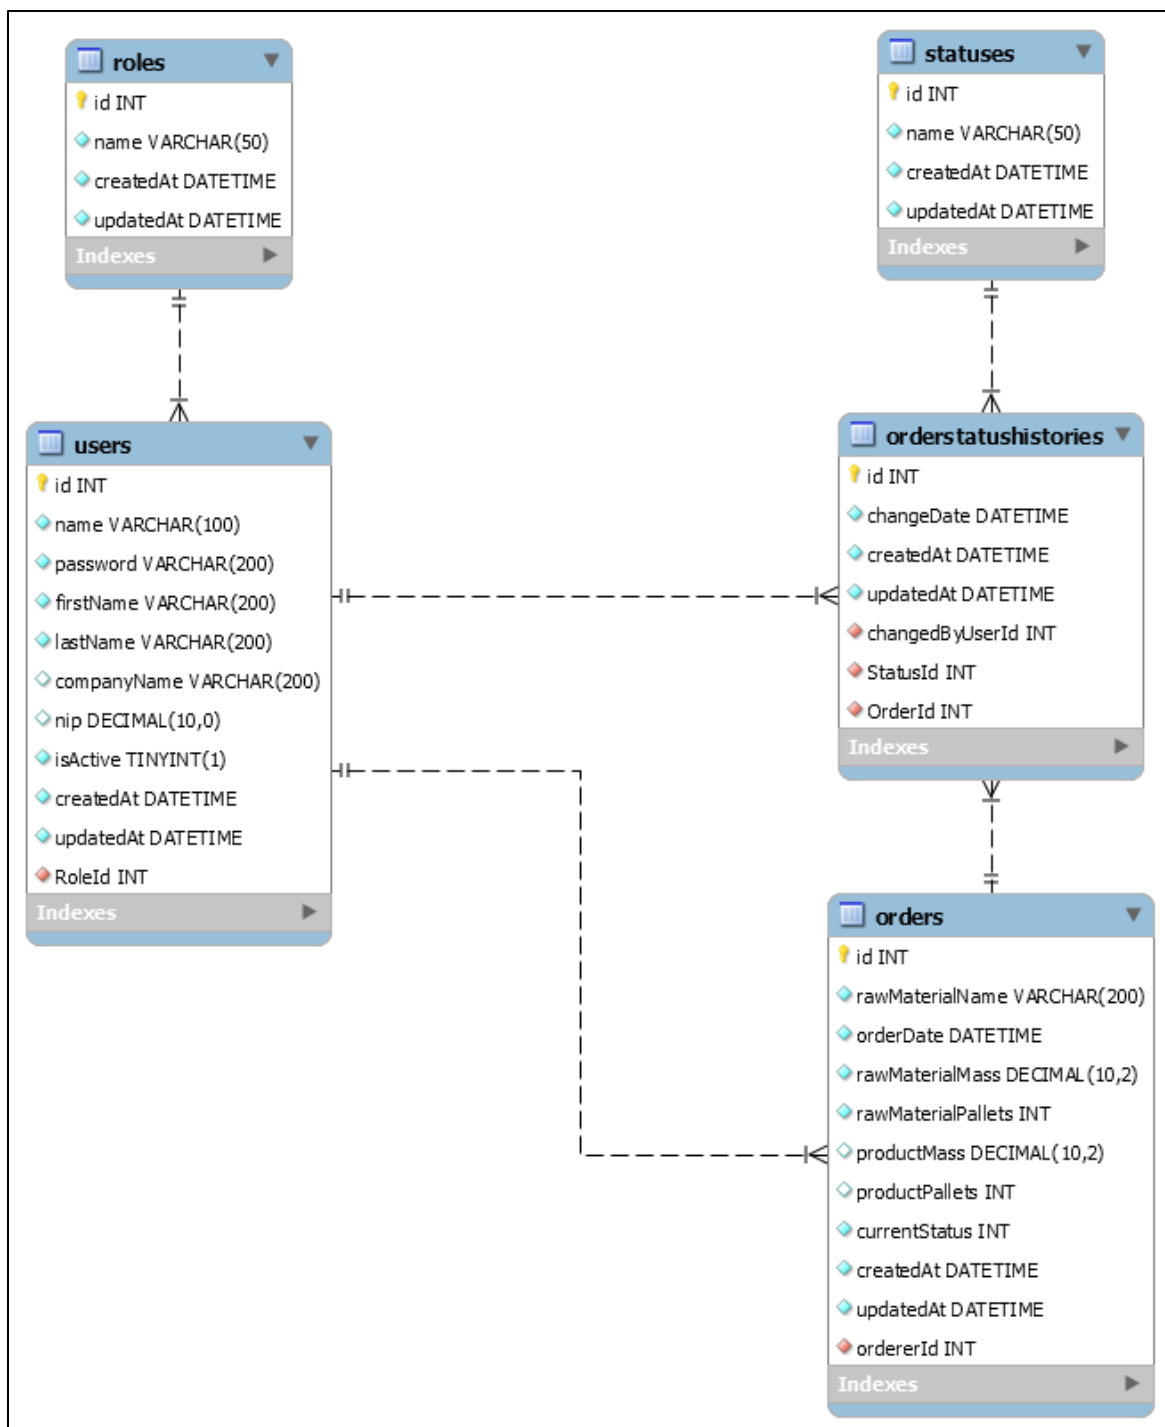 roles
id INT
name VARCHAR(50)
createdAt DATETIME
updatedAt DATETIME
Indexes
statuses
id INT
name VARCHAR(50)
createdAt DATETIME
updatedAt DATETIME
Indexes
users
id INT
name VARCHAR(100)
password VARCHAR(200)
firstName VARCHAR(200)
lastName VARCHAR(200)
companyName VARCHAR(200)
nip DECIMAL(10,0)
isActive TINYINT(1)
createdAt DATETIME
updatedAt DATETIME
RoleId INT
Indexes
orderstatushistories
id INT
changeDate DATETIME
createdAt DATETIME
updatedAt DATETIME
changedByUserId INT
StatusId INT
OrderId INT
Indexes
orders
id INT
rawMaterialName VARCHAR(200)
orderDate DATETIME
rawMaterialMass DECIMAL(10,2)
rawMaterialPallets INT
productMass DECIMAL(10,2)
productPallets INT
currentStatus INT
createdAt DATETIME
updatedAt DATETIME
ordererId INT
Indexes